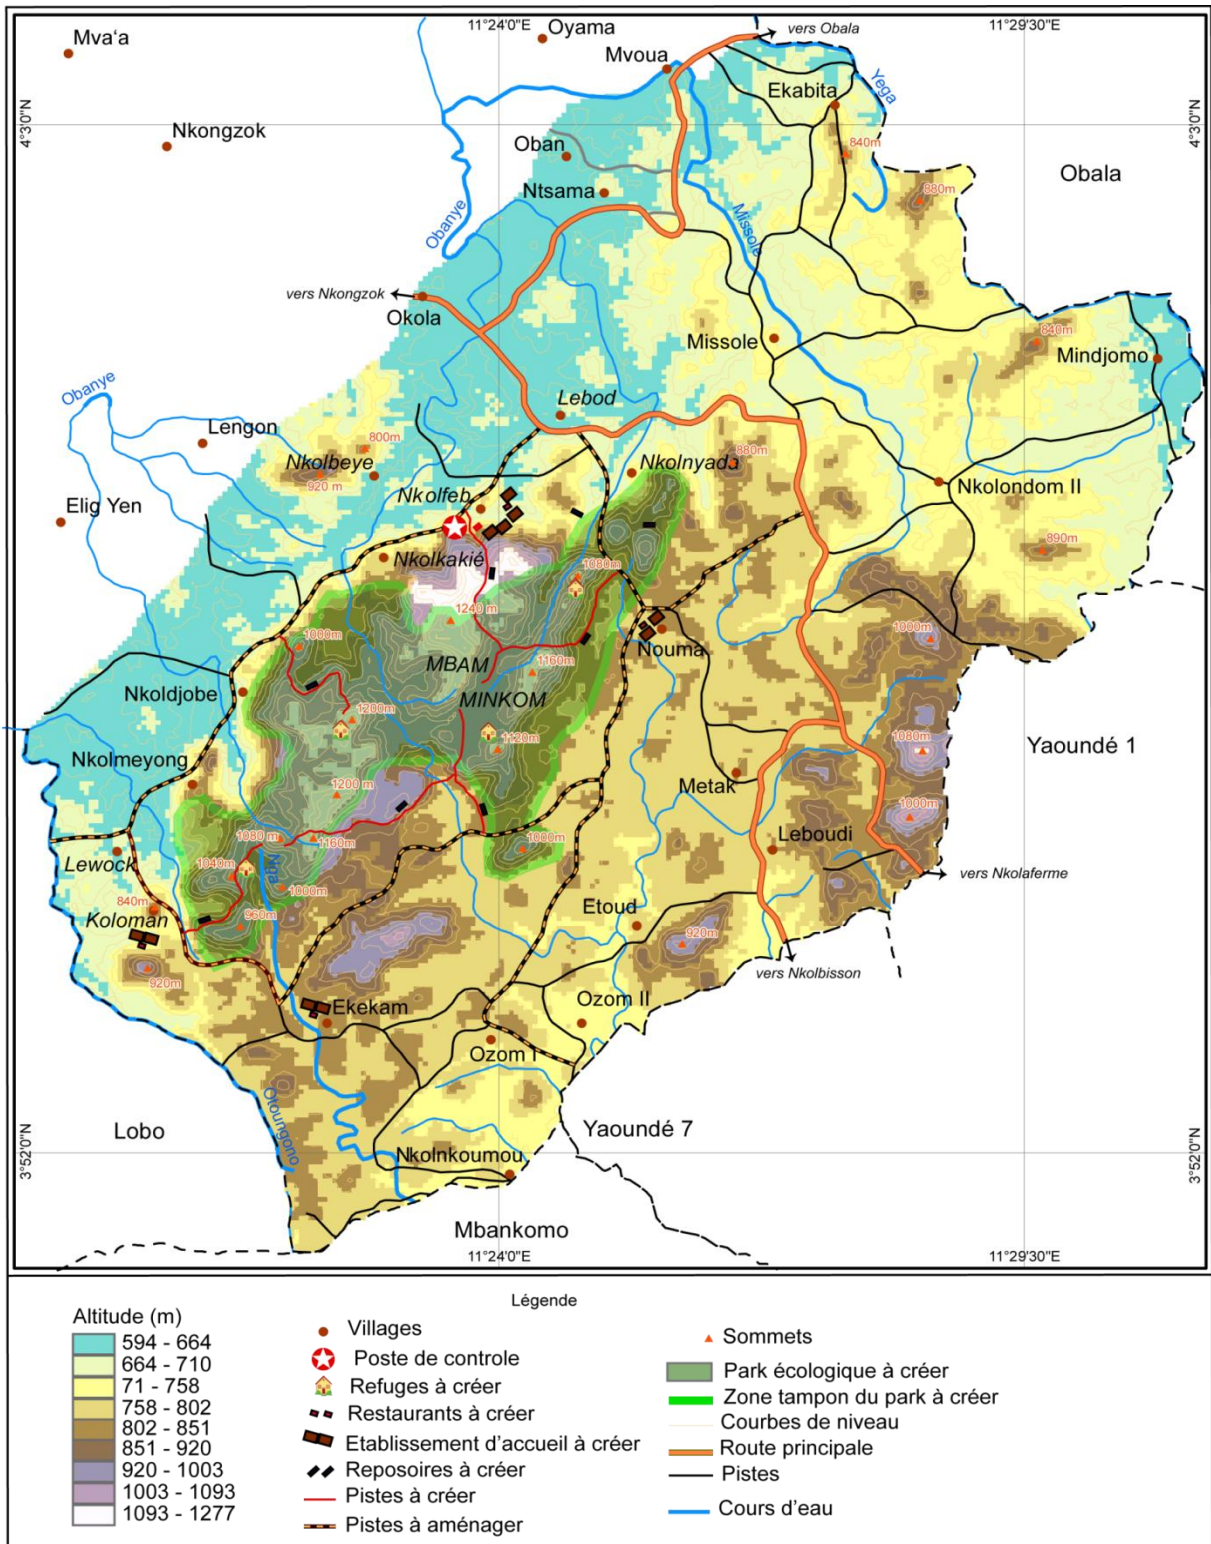 11°24'0"E
11°29'30"E
Mva'a
Oyama
vers Obala
Mvoua
Yega
Ekabita
4°3'0"N
4°3'0"N
Nkongzok
Oban
840m
Obala
Ntsama
880m
Obanye
Missole
vers Nkongzok
Okola
Missole
840m
Mindjomo
Obanye
Lebod
Lengon
800m
Nkolbeye
920 m
Nkolnyada
880m
Nkolondom II
Elig Yen
Nkolfeb
890m
Nkolkakié
1080m
1240 m
1000m
1000m
Nouma
MBAM
1160m
Nkoldjobe
MINKOM
1200m
1120m
1080m
Yaoundé 1
Nkolmeyong
Metak
1200 m
1000m
1080 m
1160m
1000m
Leboudi
Lewock
1040m
Nga
vers Nkolaferme
1000m
840m
Koloman
960m
Etoud
920m
920m
vers Nkolbisson
Ekekam
Ozom II
Ozom I
Otoungono
Lobo
Yaoundé 7
3°52'0"N
3°52'0"N
Nkolnkoumou
Mbankomo
11°24'0"E
11°29'30"E
Légende
Altitude (m)
594 - 664
664 - 710
71 - 758
758 - 802
802 - 851
851 - 920
920 - 1003
1003 - 1093
1093 - 1277
Villages
Poste de controle
Refuges à créer
Restaurants à créer
Etablissement d'accueil à créer
Reposoires à créer
Pistes à créer
Pistes à aménager
Sommets
Park écologique à créer
Zone tampon du park à créer
Courbes de niveau
Route principale
Pistes
Cours d'eau